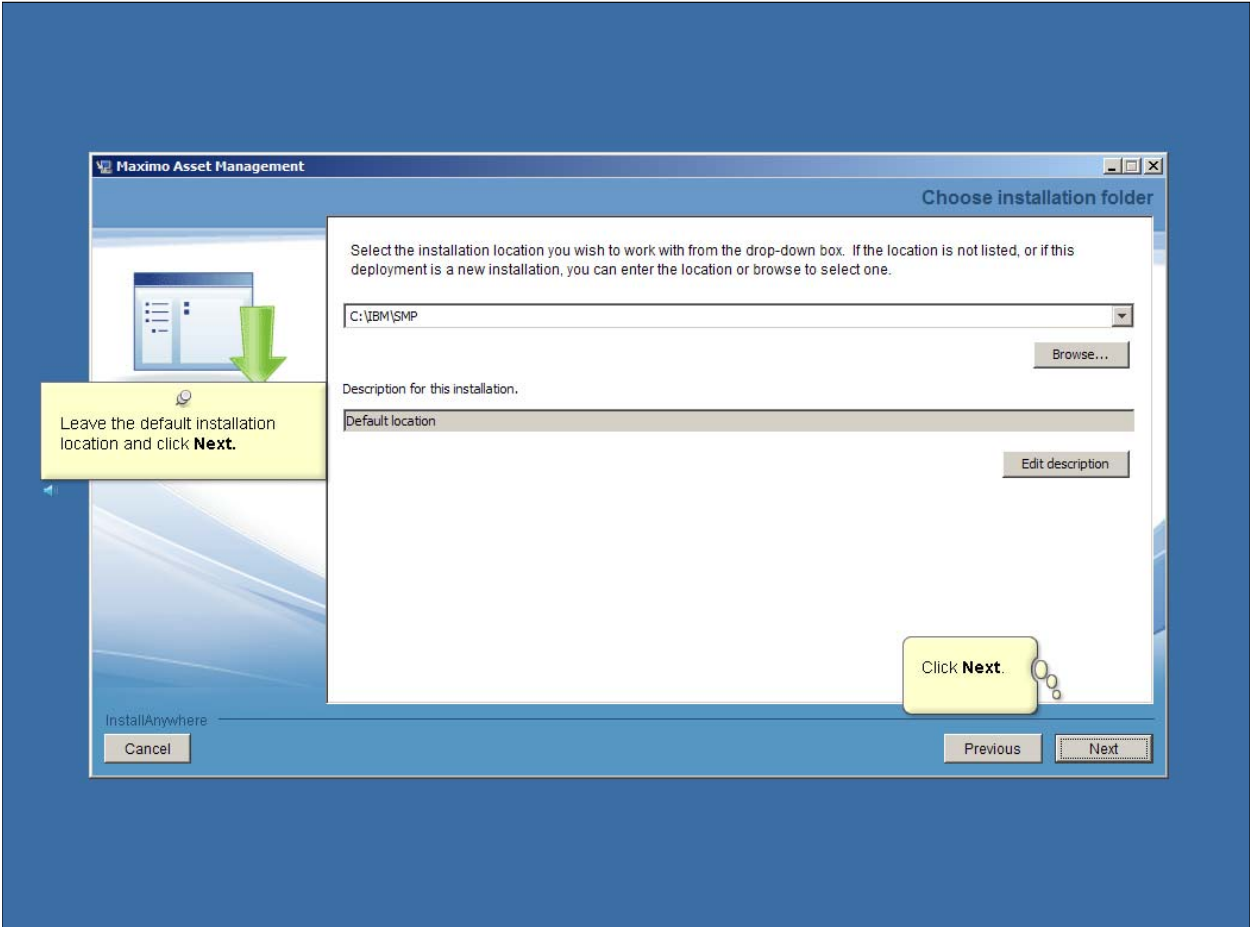 Maximo Asset Management
Choose installation folder
Select the installation location you wish to work with from the drop-down box. If the location is not listed, or if this
deployment is a new installation, you can enter the location or browse to select one.
C:\IBM\SMP
Browse...
Description for this installation.
Default location
Edit description
Leave the default installation
location and click Next.
Click Next.
InstallAnywhere
Cancel
Previous
Next